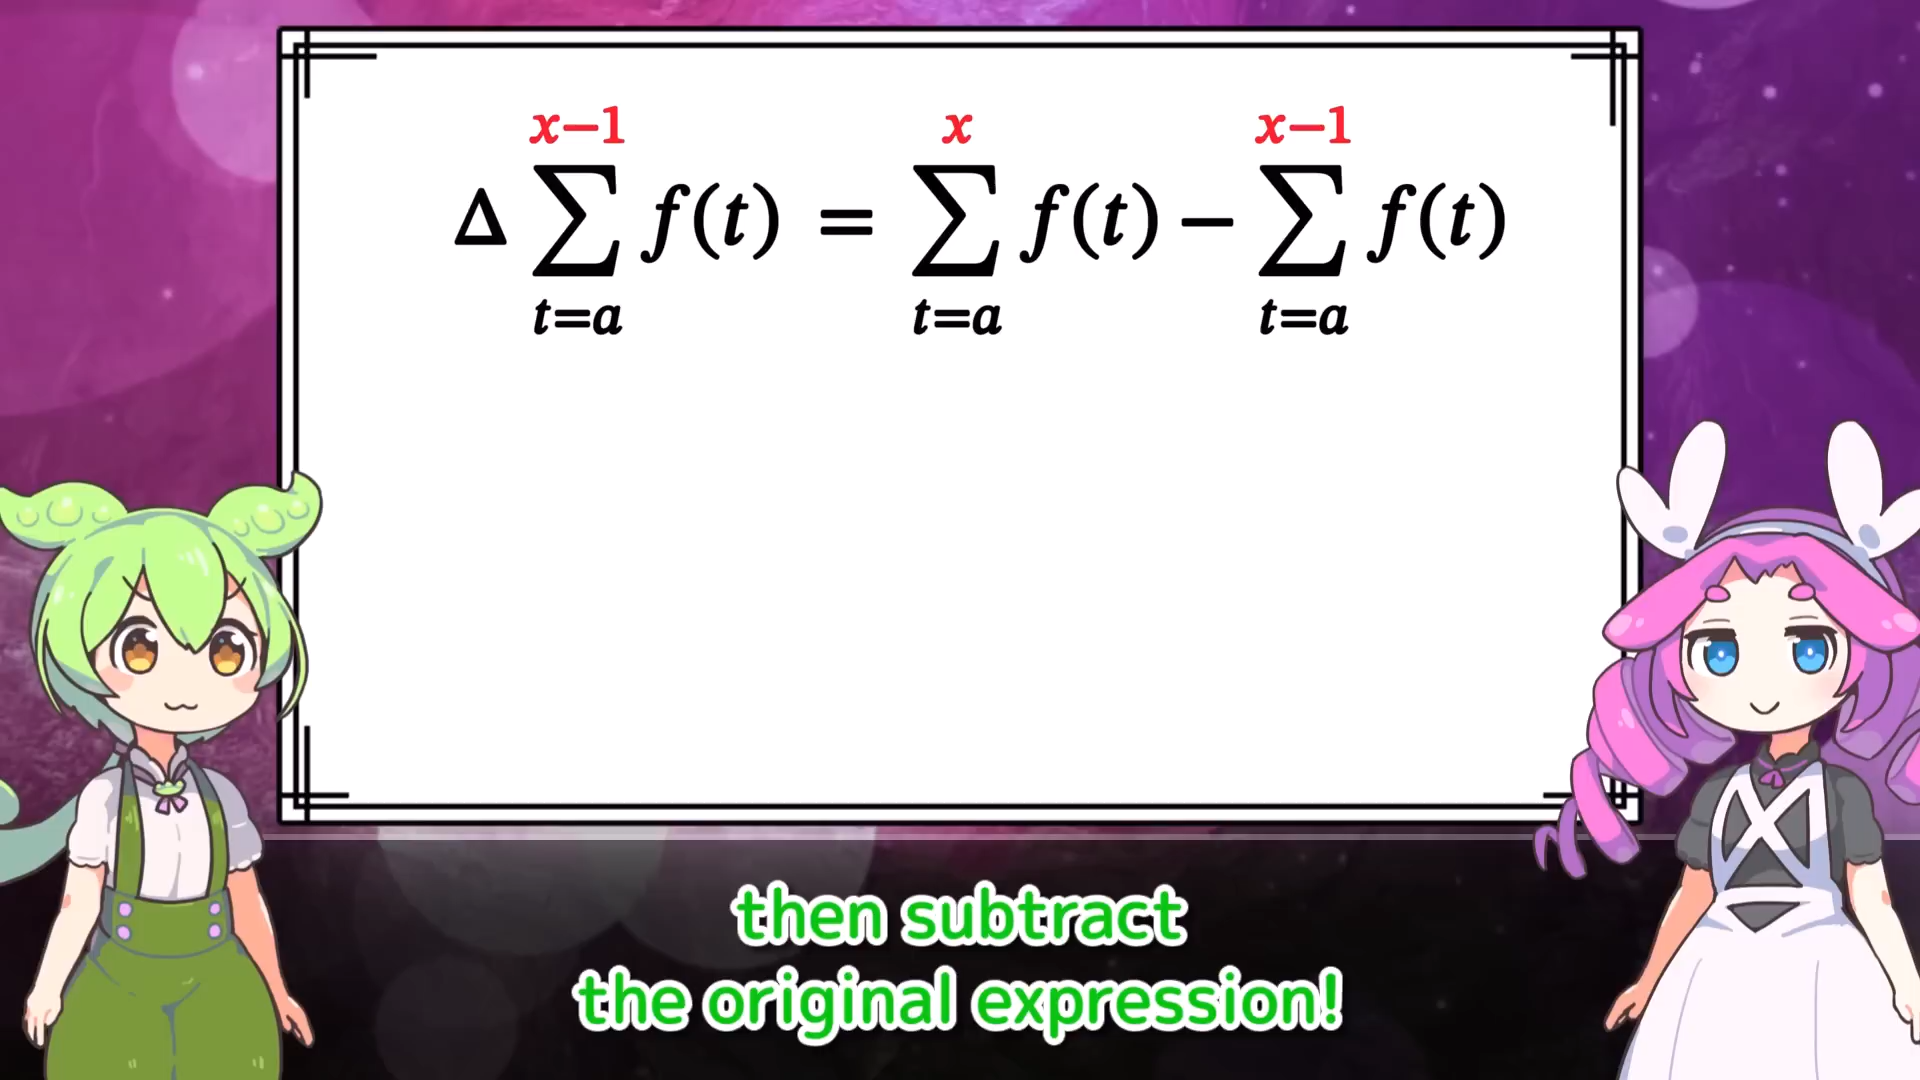 x−1 x x−1
Δ ∑ f(t) = ∑ f(t) − ∑ f(t)
t=a t=a t=a
then subtract
the original expression!